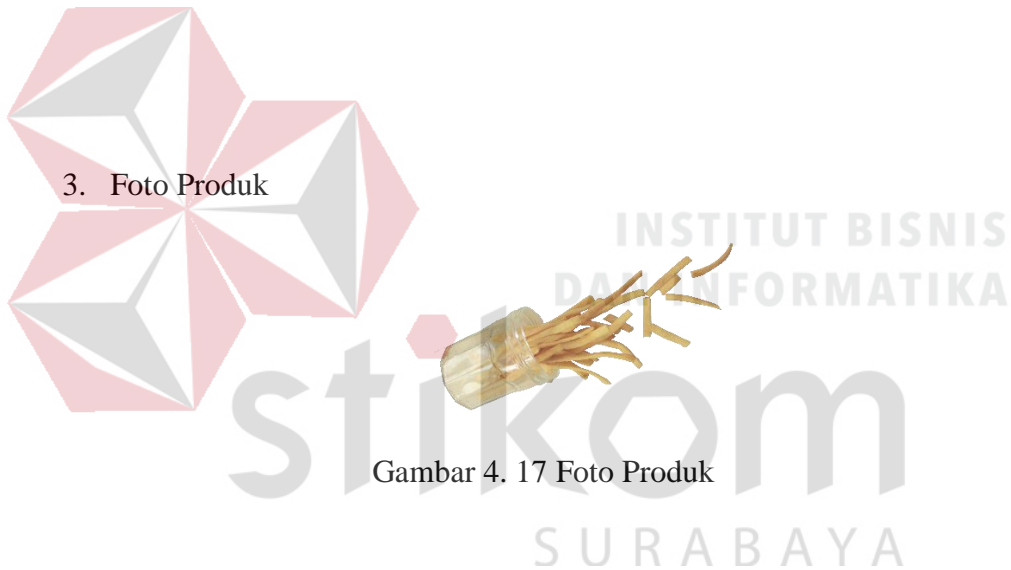 3. Foto Produk
INSTITUT BISNIS
DAN INFORMATIKA
stikom
Gambar 4. 17 Foto Produk
SURABAYA